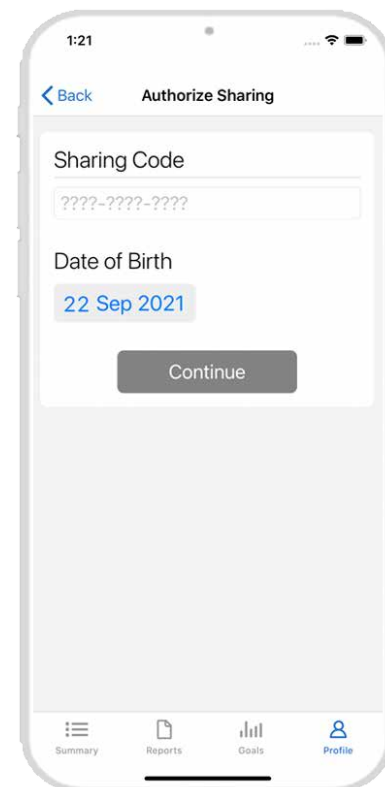 1:21
Back Authorize Sharing
Sharing Code
????-????-????
Date of Birth
22 Sep 2021
Continue
Summary Reports Goals Profile